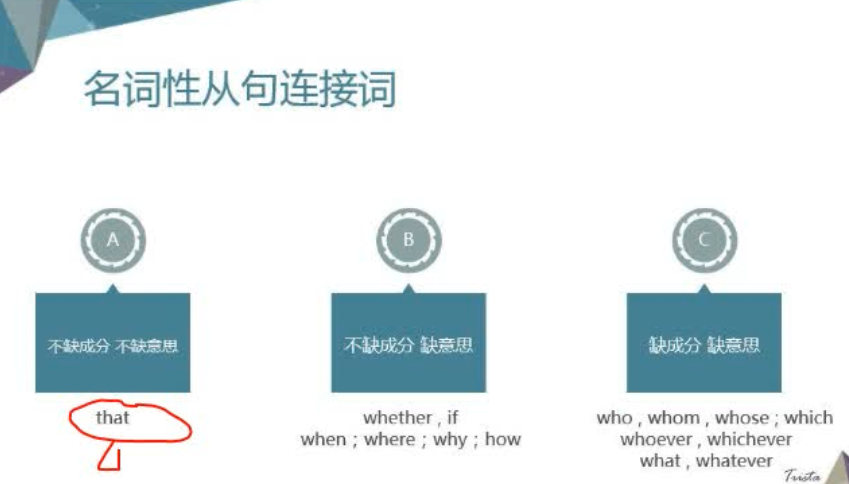 名词性从句连接词
A
B
C
不缺成分 不缺意思
不缺成分 缺意思
缺成分 缺意思
that
whether , if
when ; where ; why ; how
who , whom , whose ; which
whoever , whichever
what , whatever
Trista